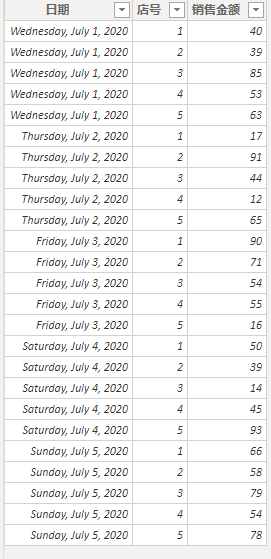 日期 店号 销售金额
Wednesday, July 1, 2020 1 40
Wednesday, July 1, 2020 2 39
Wednesday, July 1, 2020 3 85
Wednesday, July 1, 2020 4 53
Wednesday, July 1, 2020 5 63
Thursday, July 2, 2020 1 17
Thursday, July 2, 2020 2 91
Thursday, July 2, 2020 3 44
Thursday, July 2, 2020 4 12
Thursday, July 2, 2020 5 65
Friday, July 3, 2020 1 90
Friday, July 3, 2020 2 71
Friday, July 3, 2020 3 54
Friday, July 3, 2020 4 55
Friday, July 3, 2020 5 16
Saturday, July 4, 2020 1 50
Saturday, July 4, 2020 2 39
Saturday, July 4, 2020 3 14
Saturday, July 4, 2020 4 45
Saturday, July 4, 2020 5 93
Sunday, July 5, 2020 1 66
Sunday, July 5, 2020 2 58
Sunday, July 5, 2020 3 79
Sunday, July 5, 2020 4 54
Sunday, July 5, 2020 5 78